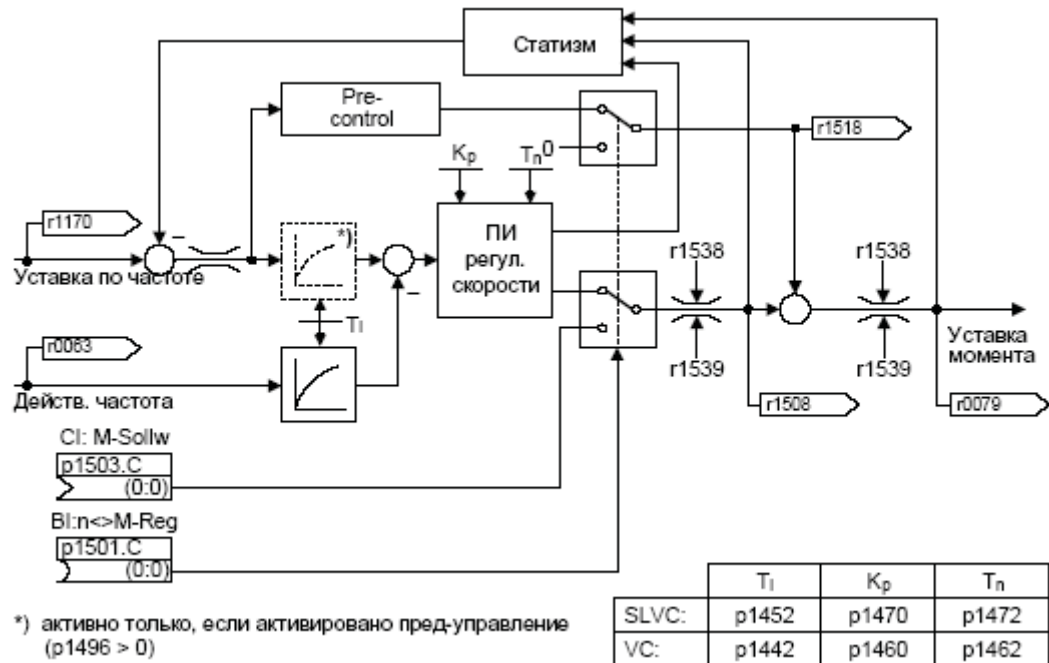 Статизм
Pre-
control
r1518
Kp
Tn
0
r1170
*)
ПИ
регул.
скорости
r1538
r1538
Уставка по частоте
Ti
Уставка
момента
r0063
r1539
r1539
Действ. частота
r1508
r0079
CI: M-Sollw
p1503.C
(0:0)
BI:n<>M-Reg
p1501.C
(0:0)
Ti Kp Tn
SLVC: p1452 p1470 p1472
VC: p1442 p1460 p1462
*) активно только, если активировано пред-управление
(p1496 > 0)